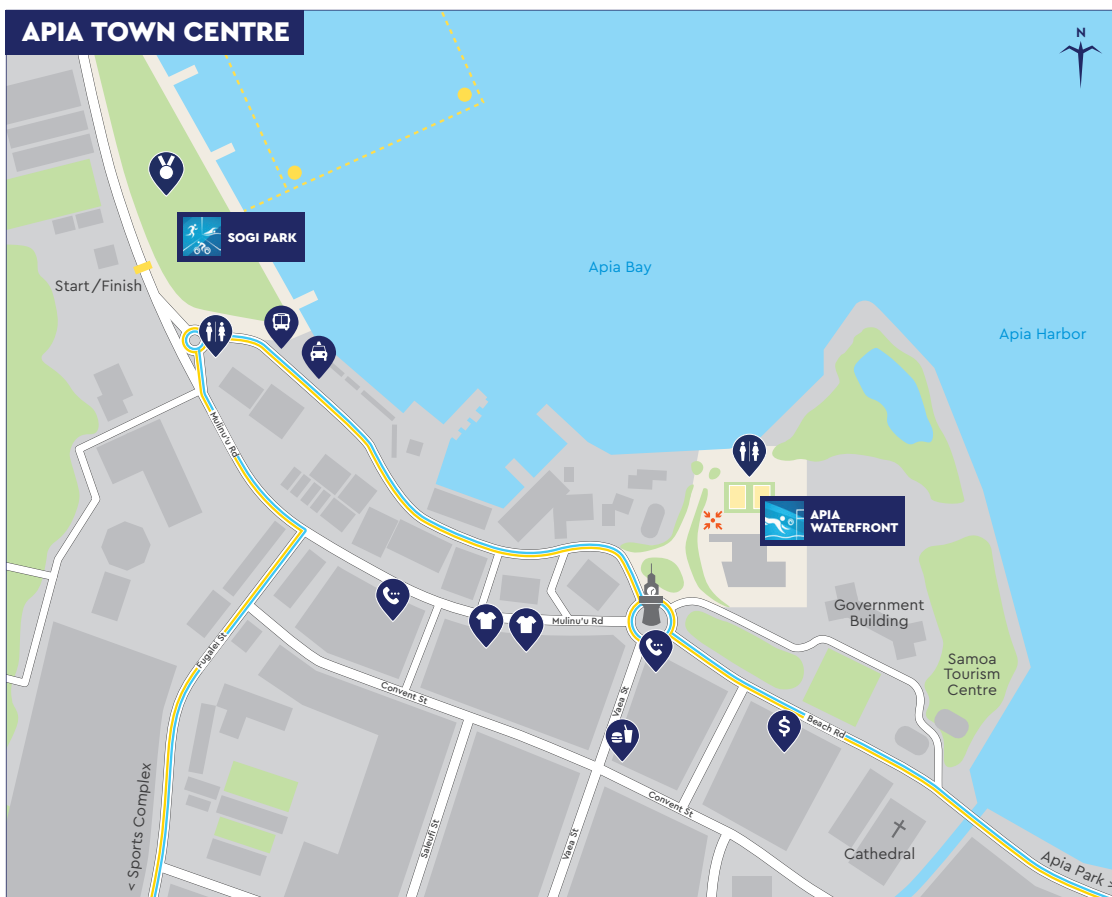 APIA TOWN CENTRE
N
SOGI PARK
Start/Finish
Apia Bay
Apia Harbor
Mulinu'u Rd
APIA
WATERFRONT
Government
Building
Mulinu'u Rd
Fugalei St
Samoa
Tourism
Centre
Convent St
Vaea St
$
Beach Rd
Convent St
< Sports Complex
Saleufi St
Vaea St
Cathedral
Apia Park >